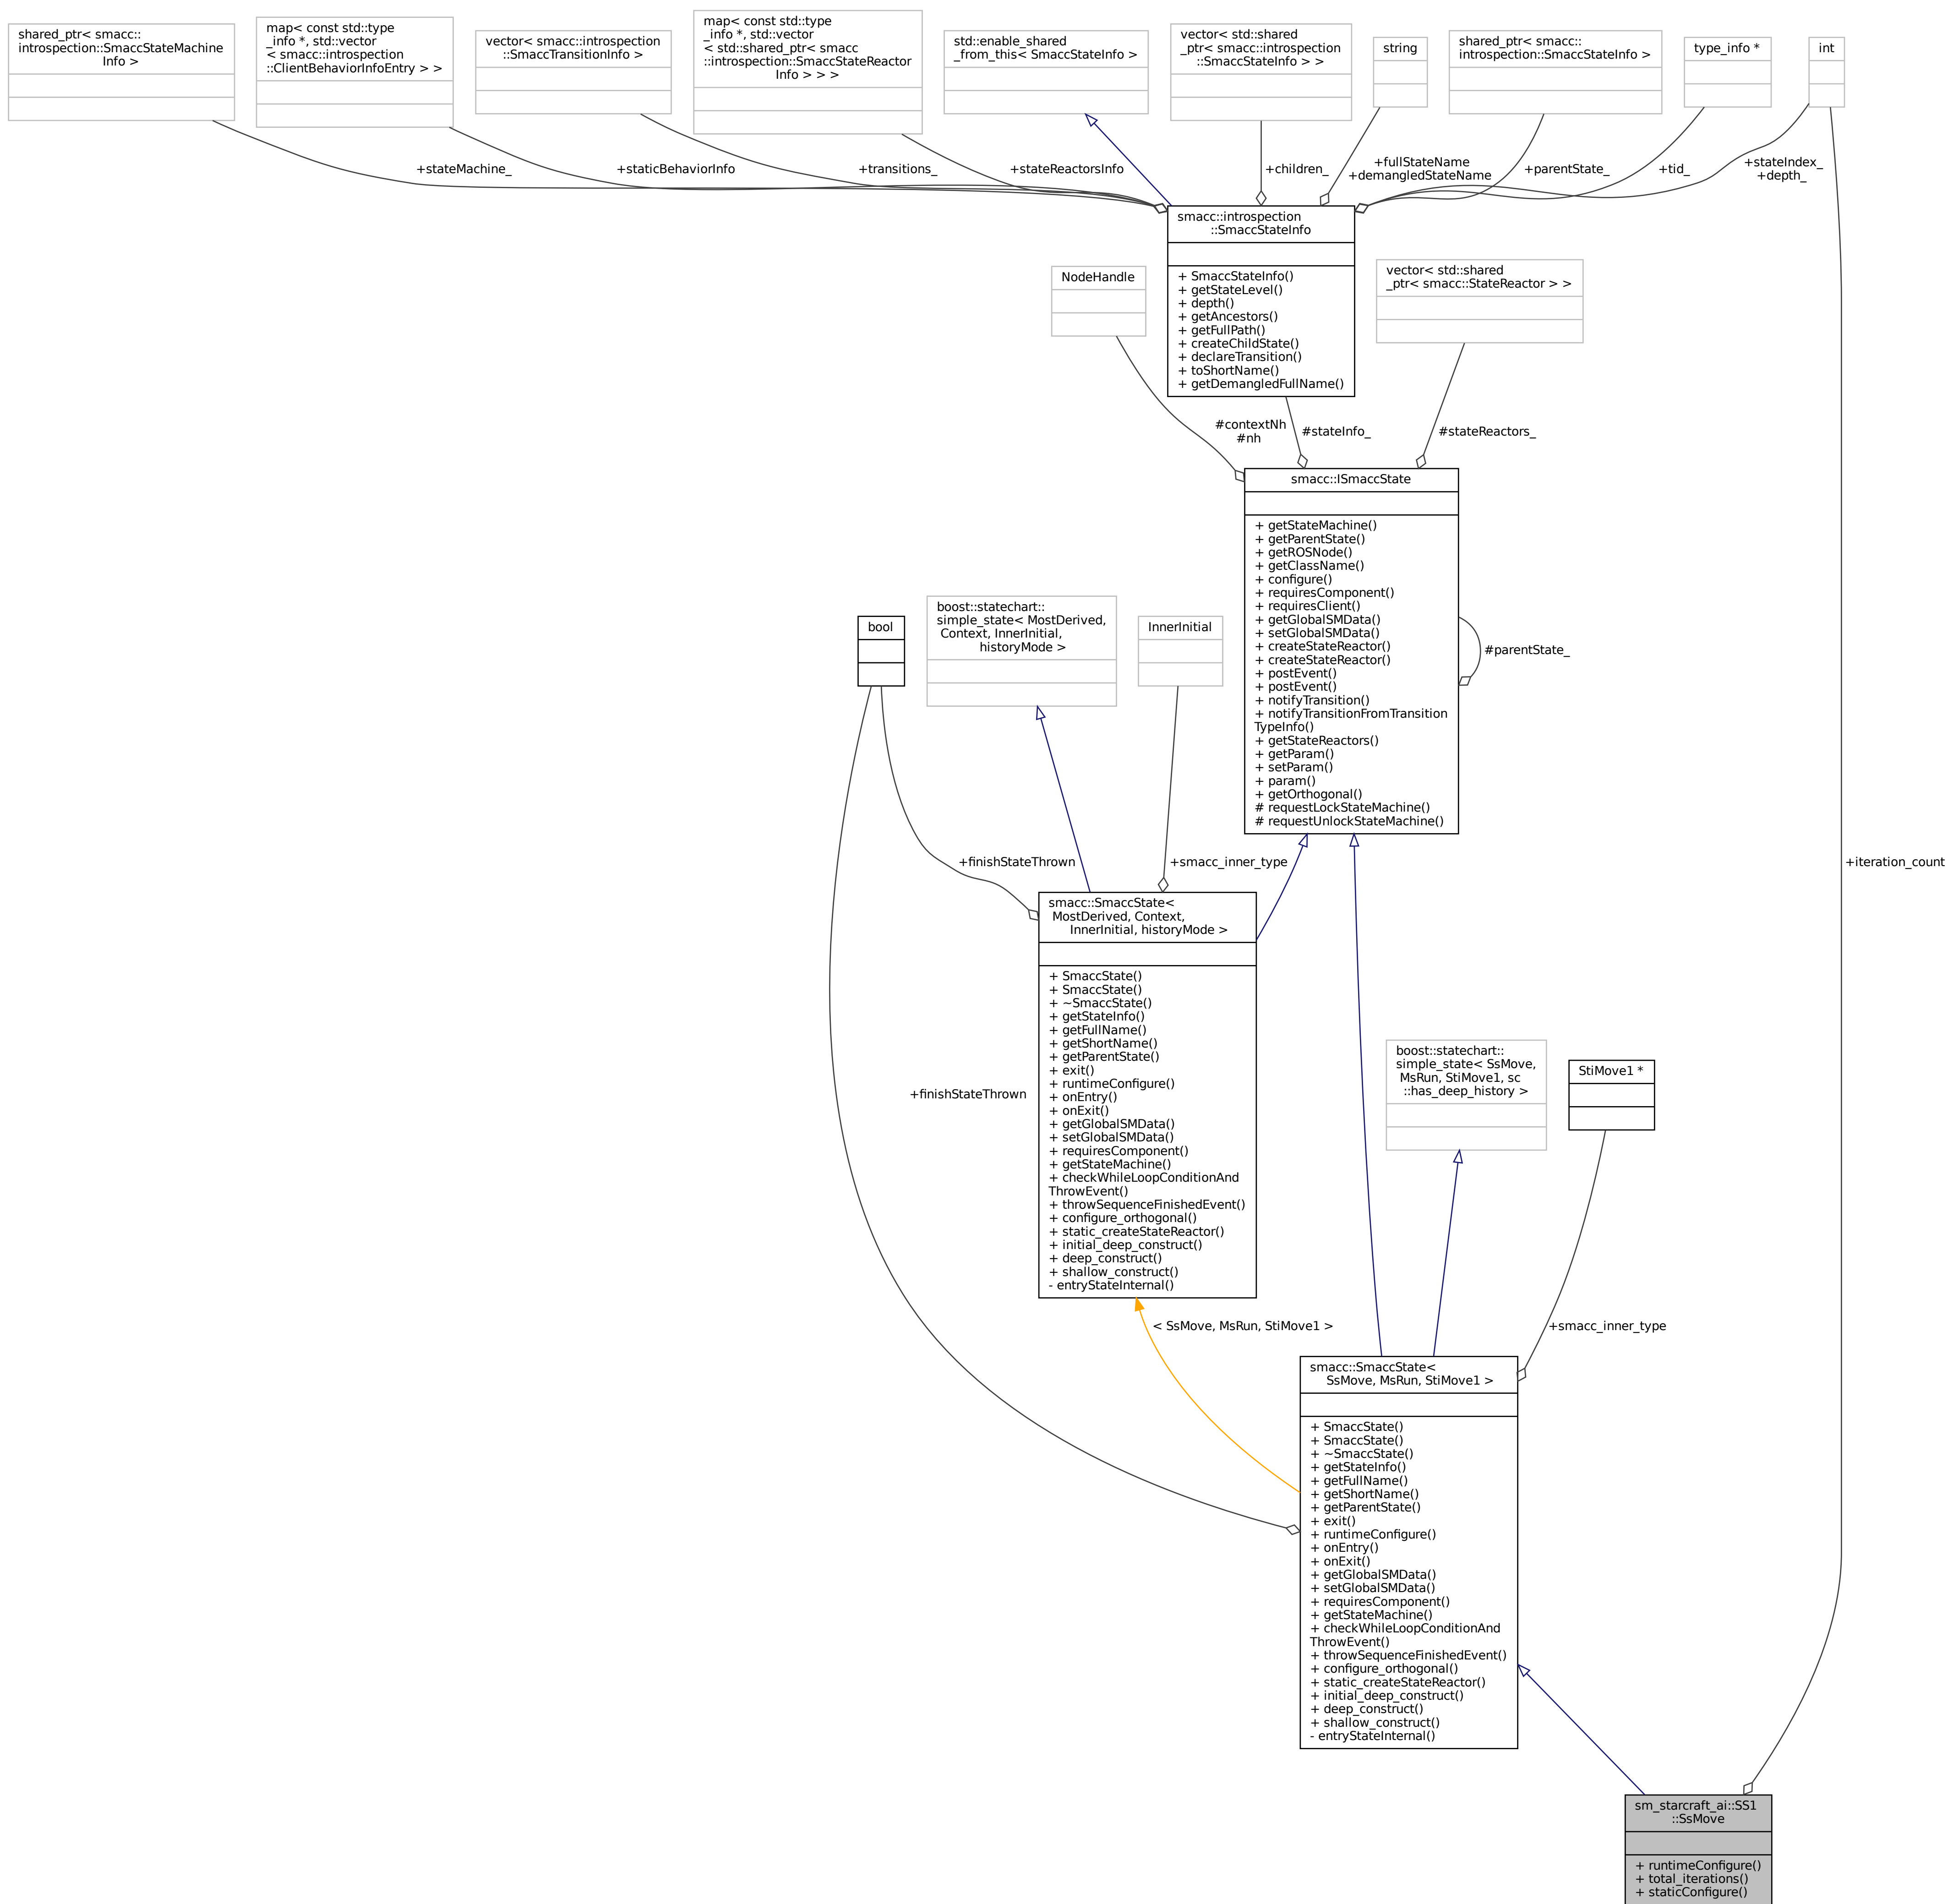 shared_ptr< smacc::
introspection::SmaccStateMachine
Info >
map< const std::type
_info *, std::vector
< smacc::introspection
::ClientBehaviorInfoEntry > >
vector< smacc::introspection
::SmaccTransitionInfo >
map< const std::type
_info *, std::vector
< std::shared_ptr< smacc
::introspection::SmaccStateReactor
Info > > >
std::enable_shared
_from_this< SmaccStateInfo >
vector< std::shared
_ptr< smacc::introspection
::SmaccStateInfo > >
string
shared_ptr< smacc::
introspection::SmaccStateInfo >
type_info *
int
+stateMachine_
+staticBehaviorInfo
+transitions_
+stateReactorsInfo
+children_
+fullStateName
+demangledStateName
+parentState_
+tid_
+stateIndex_
+depth_
smacc::introspection
::SmaccStateInfo
+ SmaccStateInfo()
+ getStateLevel()
+ depth()
+ getAncestors()
+ getFullPath()
+ createChildState()
+ declareTransition()
+ toShortName()
+ getDemangledFullName()
NodeHandle
vector< std::shared
_ptr< smacc::StateReactor > >
#contextNh
#nh
#stateInfo_
#stateReactors_
smacc::ISmaccState
+ getStateMachine()
+ getParentState()
+ getROSNode()
+ getClassName()
+ configure()
+ requiresComponent()
+ requiresClient()
+ getGlobalSMData()
+ setGlobalSMData()
+ createStateReactor()
+ createStateReactor()
+ postEvent()
+ postEvent()
+ notifyTransition()
+ notifyTransitionFromTransition
TypeInfo()
+ getStateReactors()
+ getParam()
+ setParam()
+ param()
+ getOrthogonal()
# requestLockStateMachine()
# requestUnlockStateMachine()
#parentState_
bool
boost::statechart::
simple_state< MostDerived,
Context, InnerInitial,
historyMode >
InnerInitial
+finishStateThrown
+smacc_inner_type
+iteration_count
smacc::SmaccState<
MostDerived, Context,
InnerInitial, historyMode >
+ SmaccState()
+ SmaccState()
+ ~SmaccState()
+ getStateInfo()
+ getFullName()
+ getShortName()
+ getParentState()
+ exit()
+ runtimeConfigure()
+ onEntry()
+ onExit()
+ getGlobalSMData()
+ setGlobalSMData()
+ requiresComponent()
+ getStateMachine()
+ checkWhileLoopConditionAnd
ThrowEvent()
+ throwSequenceFinishedEvent()
+ configure_orthogonal()
+ static_createStateReactor()
+ initial_deep_construct()
+ deep_construct()
+ shallow_construct()
- entryStateInternal()
+finishStateThrown
boost::statechart::
simple_state< SsMove,
MsRun, StiMove1, sc
::has_deep_history >
StiMove1 *
< SsMove, MsRun, StiMove1 >
+smacc_inner_type
smacc::SmaccState<
SsMove, MsRun, StiMove1 >
+ SmaccState()
+ SmaccState()
+ ~SmaccState()
+ getStateInfo()
+ getFullName()
+ getShortName()
+ getParentState()
+ exit()
+ runtimeConfigure()
+ onEntry()
+ onExit()
+ getGlobalSMData()
+ setGlobalSMData()
+ requiresComponent()
+ getStateMachine()
+ checkWhileLoopConditionAnd
ThrowEvent()
+ throwSequenceFinishedEvent()
+ configure_orthogonal()
+ static_createStateReactor()
+ initial_deep_construct()
+ deep_construct()
+ shallow_construct()
- entryStateInternal()
sm_starcraft_ai::SS1
::SsMove
+ runtimeConfigure()
+ total_iterations()
+ staticConfigure()